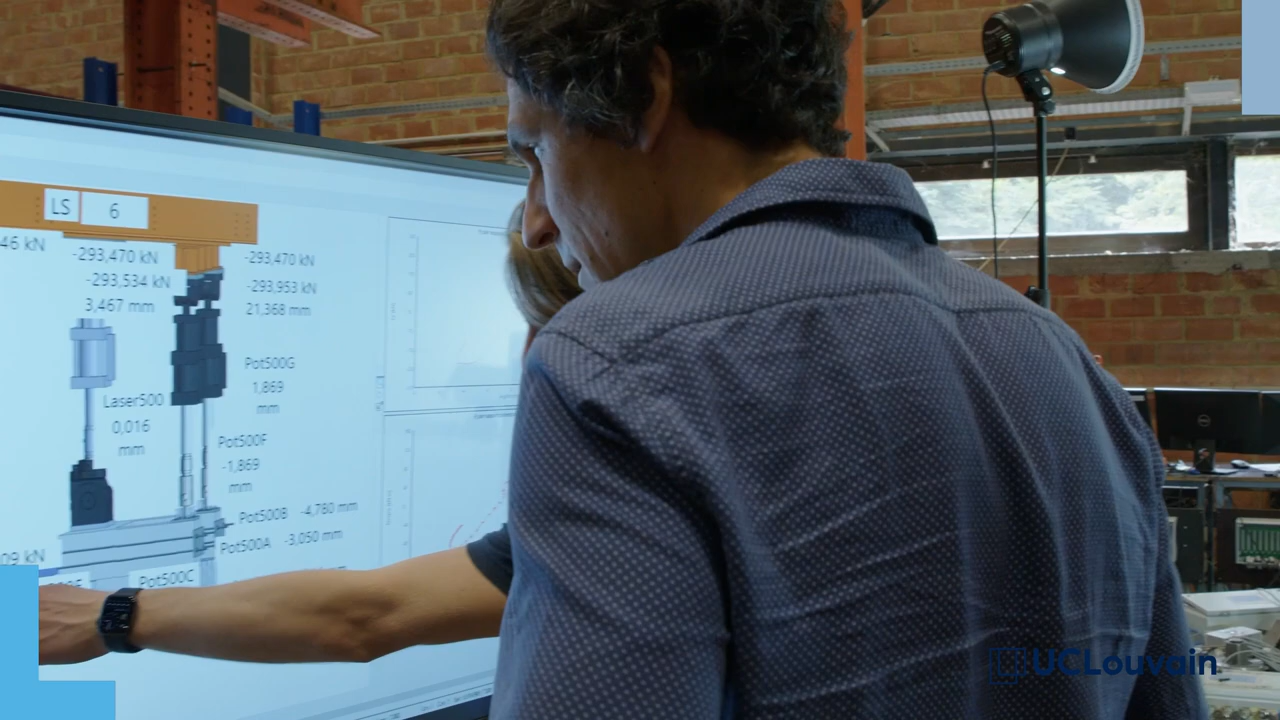 LS 6
46 kN
-293,470 kN
-293,534 kN
3,467 mm
-293,470 kN
-293,953 kN
21,368 mm
Pot500G
1,869
mm
Laser500
0,016
mm
Pot500F
-1,869
mm
Pot500B -4,780 mm
Pot500A -3,050 mm
09 kN
Pot500C
UCLouvain